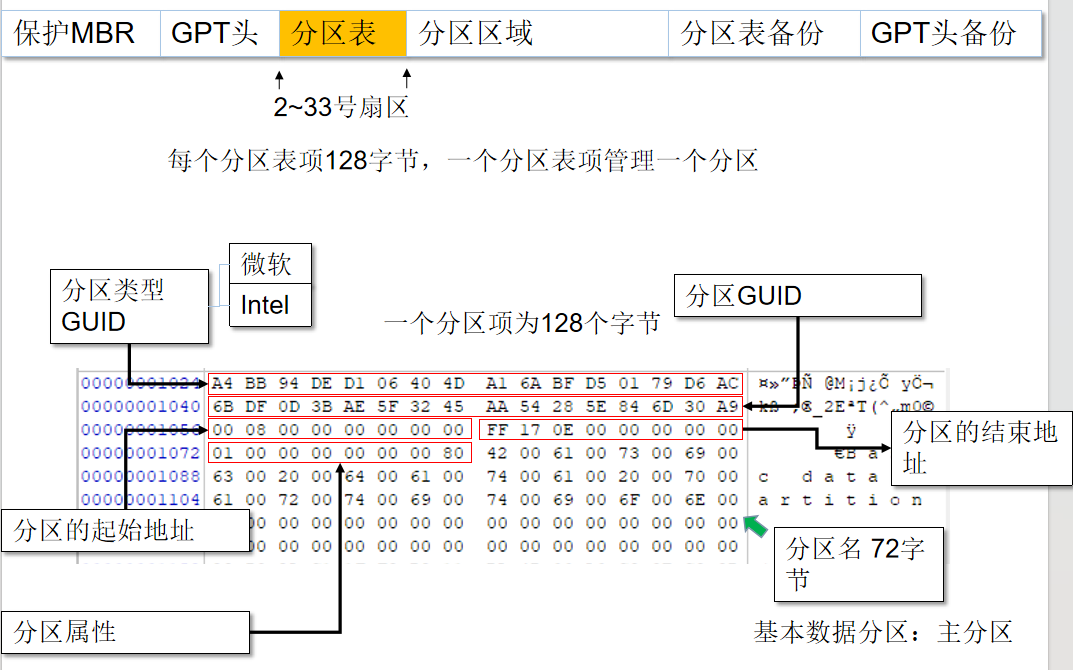 保护MBR GPT头 分区表 分区区域 分区表备份 GPT头备份
2~33号扇区
每个分区表项128字节，一个分区表项管理一个分区
微软
分区类型
GUID
Intel
分区GUID
一个分区项为128个字节
00000001024 A4 BB 94 DE D1 06 40 4D A1 6A BF D5 01 79 D6 AC ¤»”ÞÑ @M¡j¿Õ yÖ¬
00000001040 6B DF 0D 3B AE 5F 32 45 AA 54 28 5E 84 6D 30 A9
00000001056 00 08 00 00 00 00 00 00 FF 17 0E 00 00 00 00 00 ÿ
00000001072 01 00 00 00 00 00 00 80 42 00 61 00 73 00 69 00 €B a
00000001088 63 00 20 00 64 00 61 00 74 00 61 00 20 00 70 00 c d a t a
00000001104 61 00 72 00 74 00 69 00 74 00 69 00 6F 00 6E 00 a r t i t i o n
00 00 00 00 00 00 00 00 00 00 00 00 00 00 00
00 00 00 00 00 00 00 00 00 00 00 00 00 00 00
分区的结束地
址
分区的起始地址
分区名 72字
节
分区属性
基本数据分区：主分区